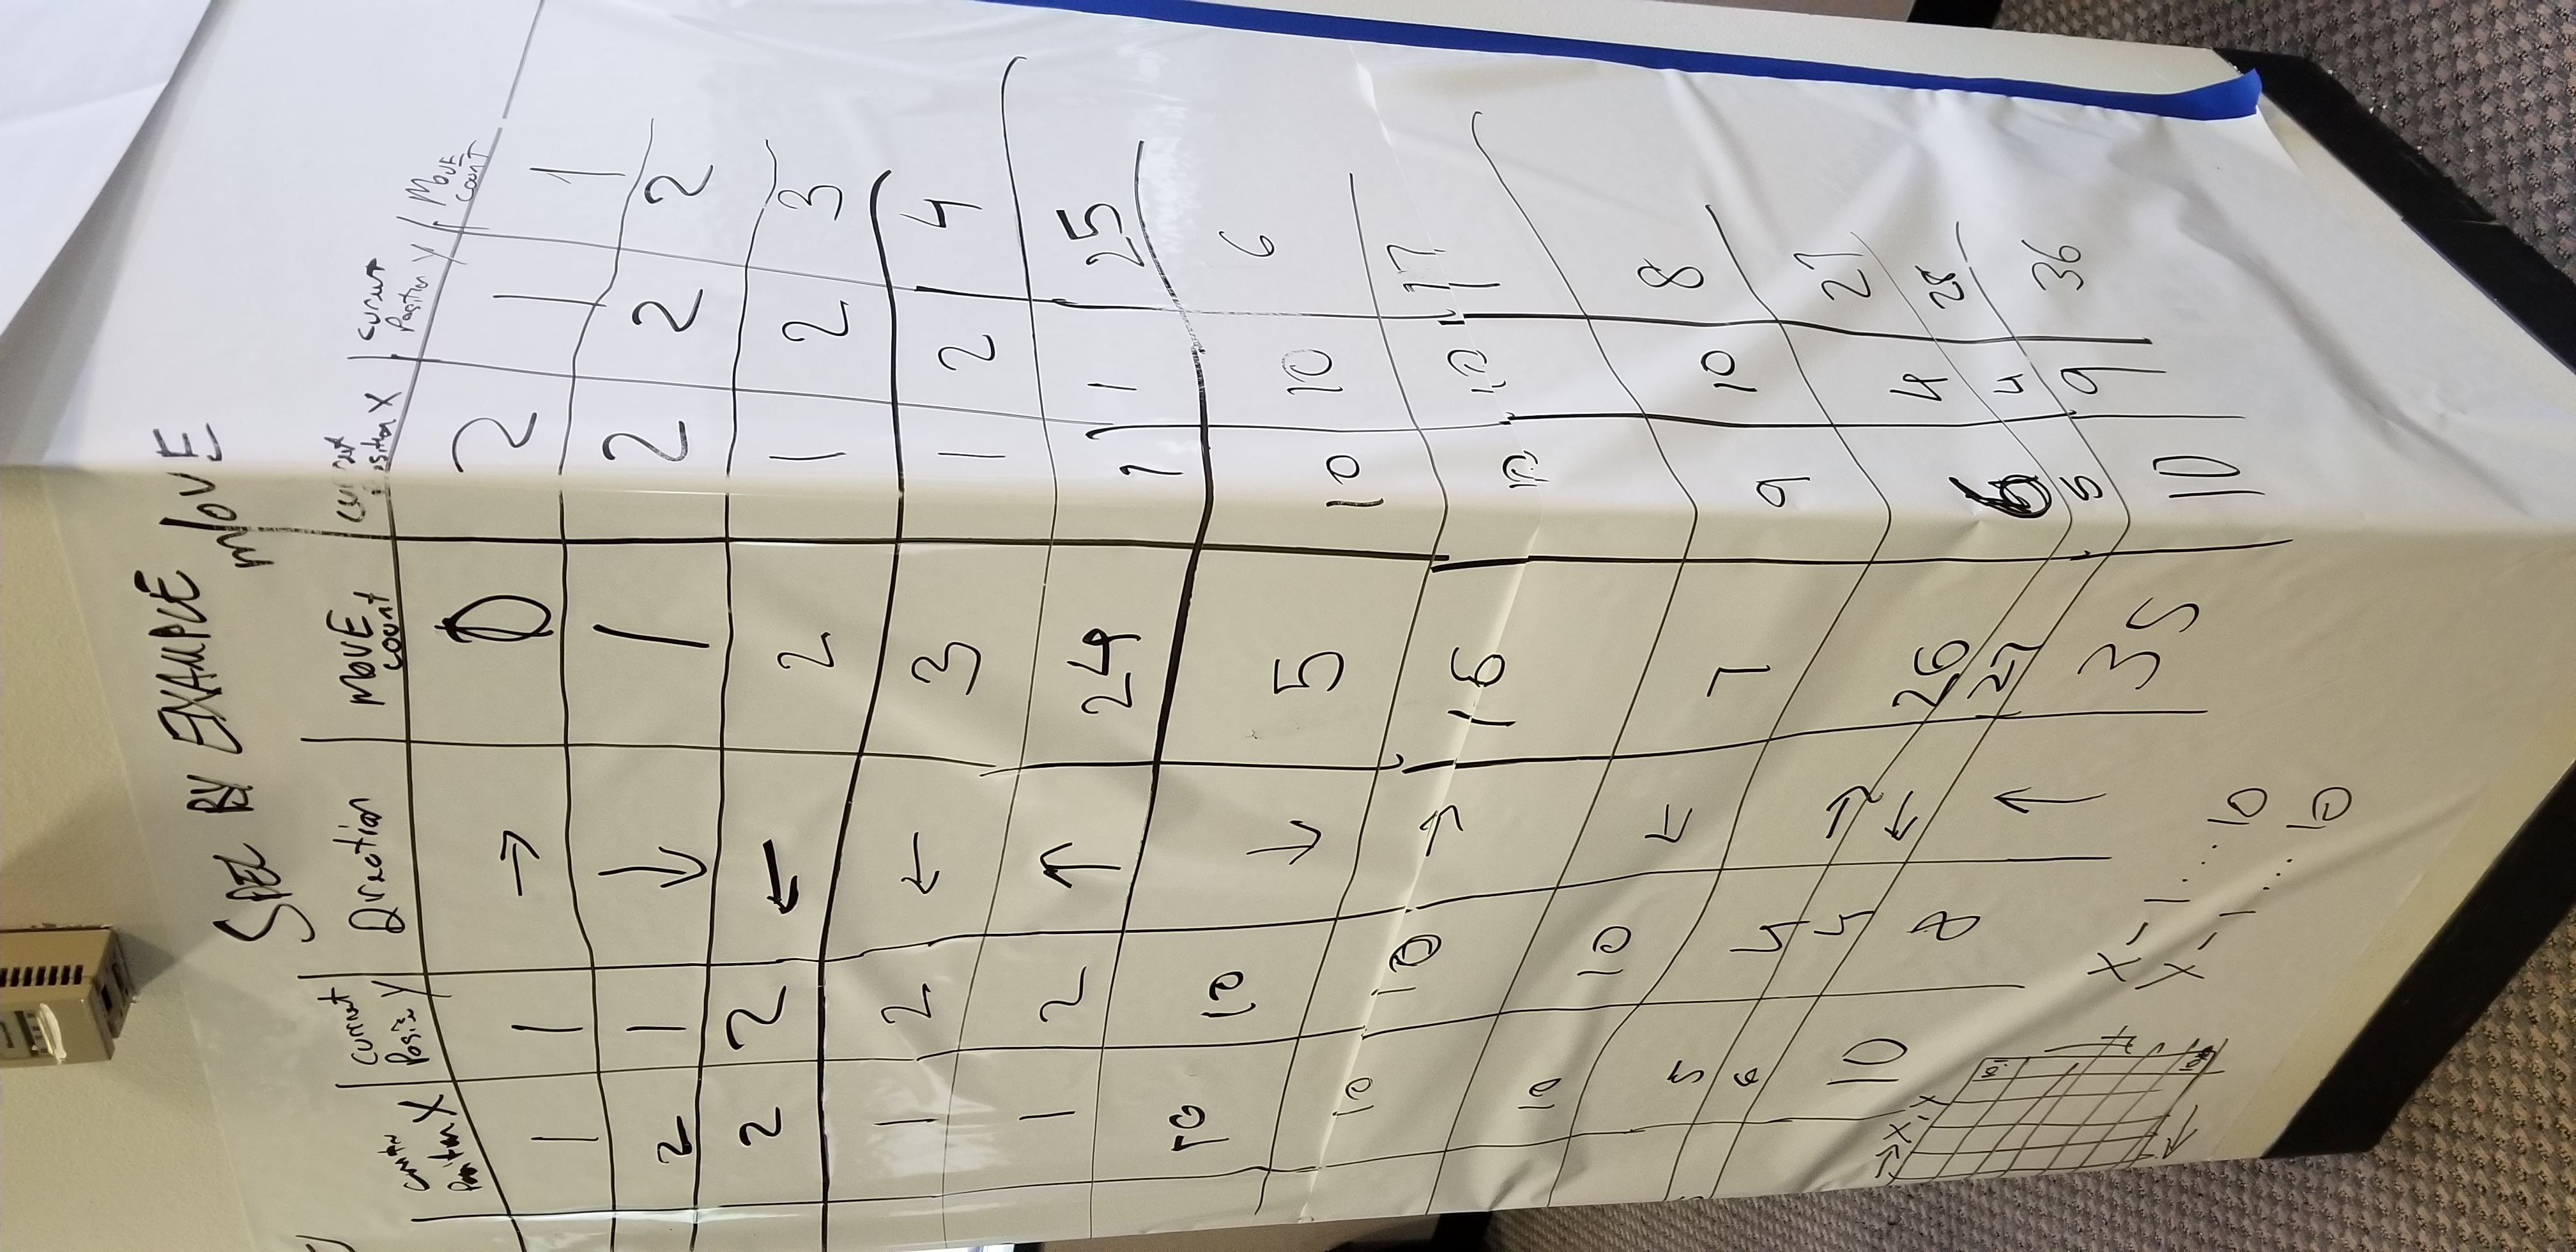 SPEC BY EXAMPLE MOVE
Position X | Current Position Y | Direction | MOVE count | Current Position X | Current Position Y | MOVE COUNT
1 | 1 | → | 0 | 2 | 1 | 1
2 | 1 | ↓ | 1 | 2 | 2 | 2
2 | 2 | ← | 2 | 1 | 2 | 3
1 | 2 | ← | 3 | 1 | 2 | 4
1 | 2 | ↑ | 24 | 1 | 1 | 25
10 | 10 | ↓ | 5 | 10 | 10 | 6
10 | 10 | → | 16 | 10 | 10 | 17
10 | 10 | ← | 7 | 9 | 10 | 8
5 | 4 | → | 26 | 6 | 4 | 27
6 | 4 | ← | 27 | 5 | 4 | 28
10 | 8 | ↑ | 35 | 10 | 9 | 36
→ X,Y
10,1
←
X - 1 ... 10
X - 1 ... 10